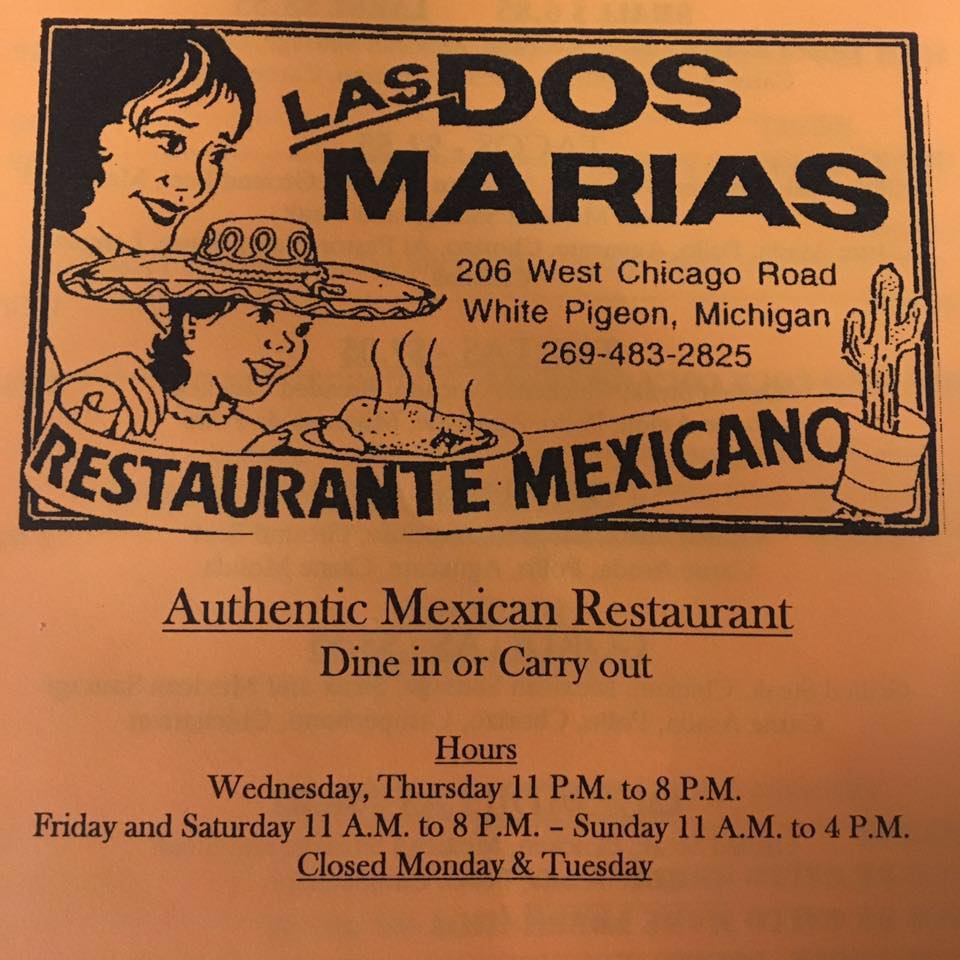 LAS DOS
MARIAS
206 West Chicago Road
White Pigeon, Michigan
269-483-2825
RESTAURANTE MEXICANO
Authentic Mexican Restaurant
Dine in or Carry out
Hours
Wednesday, Thursday 11 P.M. to 8 P.M.
Friday and Saturday 11 A.M. to 8 P.M. – Sunday 11 A.M. to 4 P.M.
Closed Monday & Tuesday